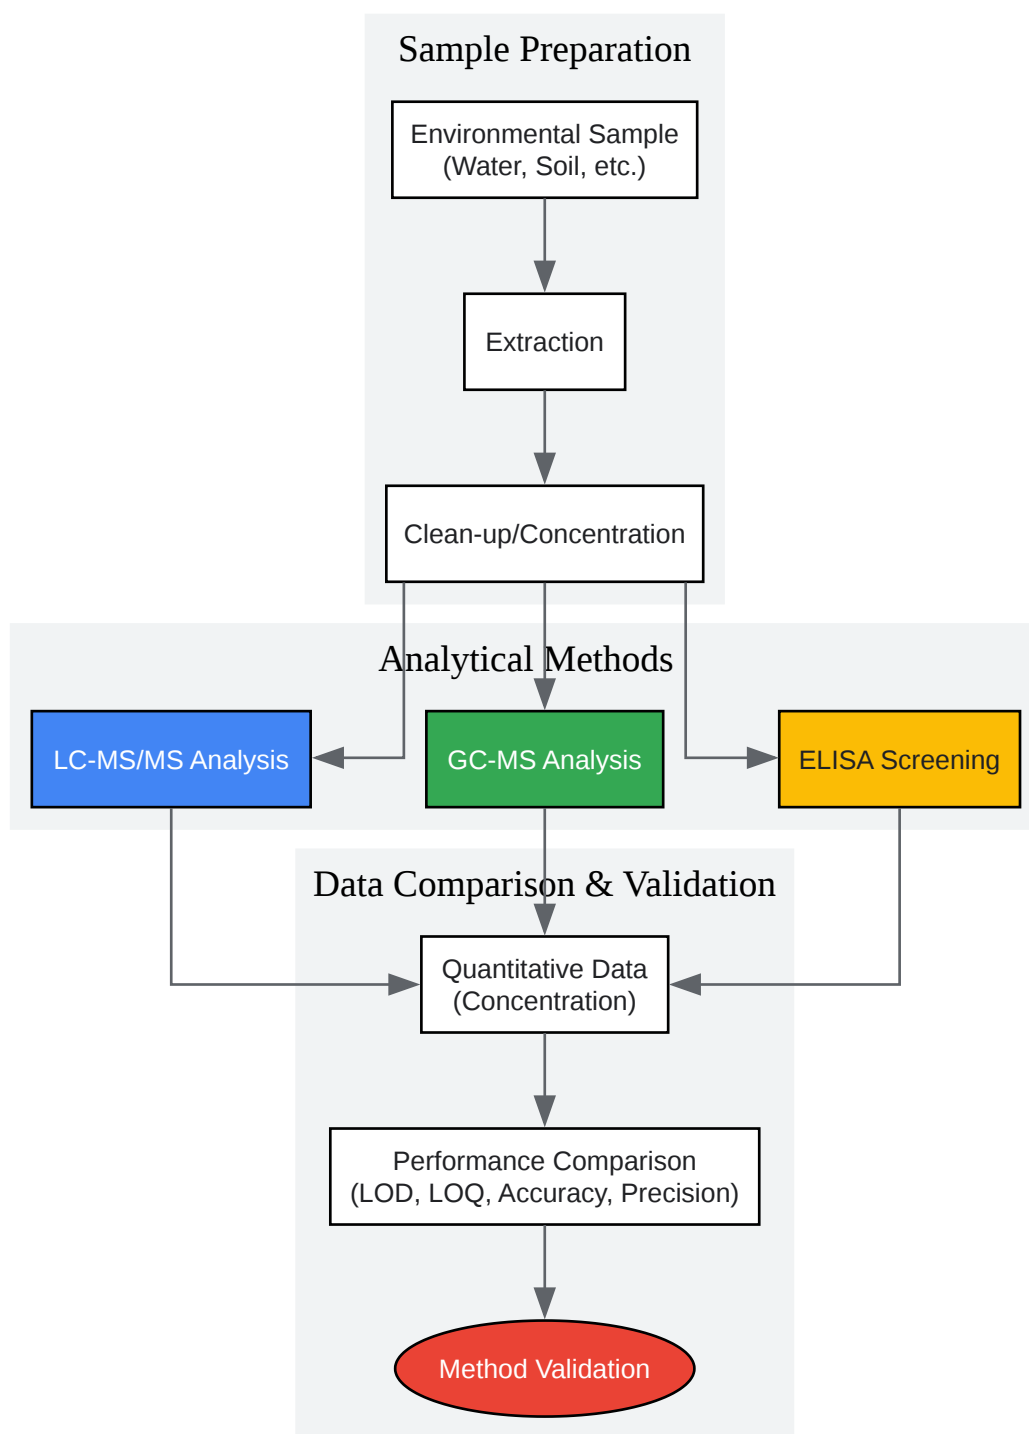 Sample Preparation
Environmental Sample
(Water, Soil, etc.)
Extraction
Clean-up/Concentration
Analytical Methods
LC-MS/MS Analysis
GC-MS Analysis
ELISA Screening
Data Comparison & Validation
Quantitative Data
(Concentration)
Performance Comparison
(LOD, LOQ, Accuracy, Precision)
Method Validation